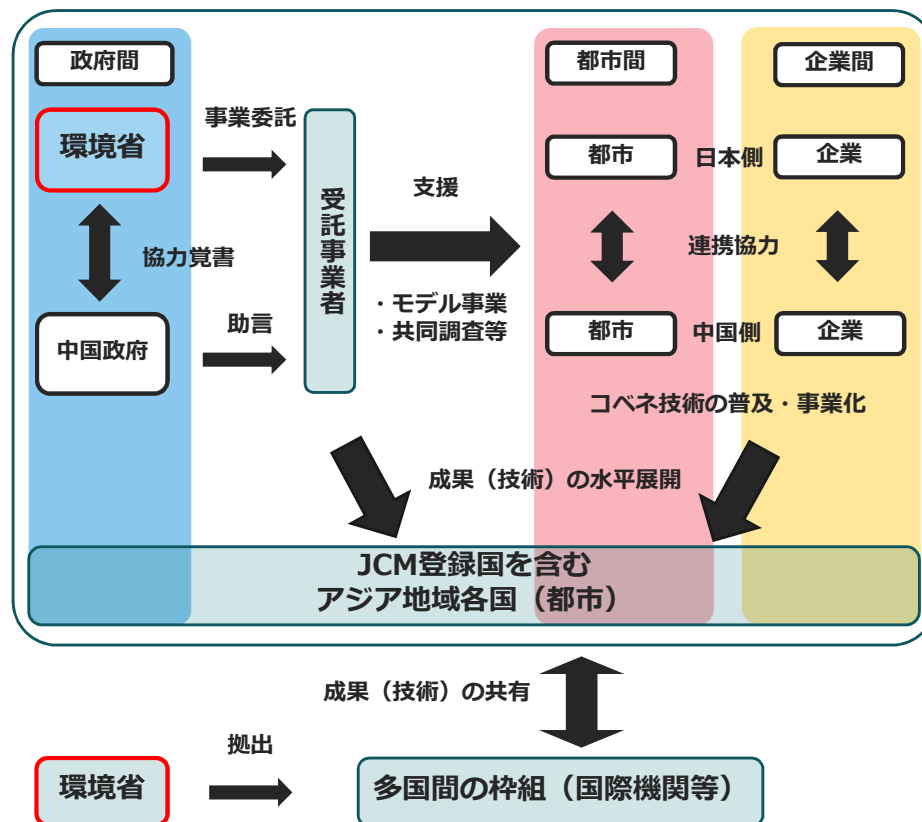 政府間
都市間
企業間
環境省
事業委託
受託事業者
支援
都市
日本側
企業
協力覚書
連携協力
・モデル事業
・共同調査等
中国政府
助言
都市
中国側
企業
コベネ技術の普及・事業化
成果（技術）の水平展開
JCM登録国を含む
アジア地域各国（都市）
成果（技術）の共有
環境省
拠出
多国間の枠組（国際機関等）